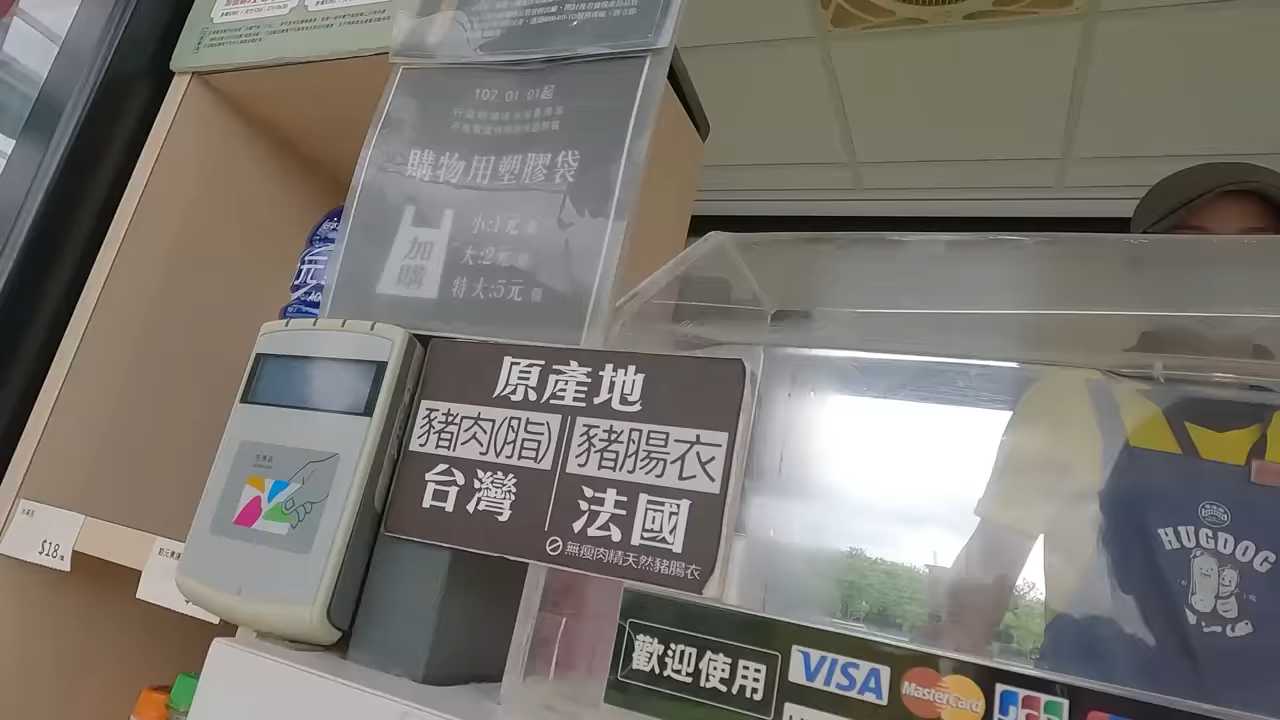 107.01.01起
購物用塑膠袋
加購
小:1元
大:2元
特大:5元
原產地
豬肉(脂)
豬腸衣
台灣
法國
無瘦肉精天然豬腸衣
$18
HUGDOG
歡迎使用
VISA
MasterCard